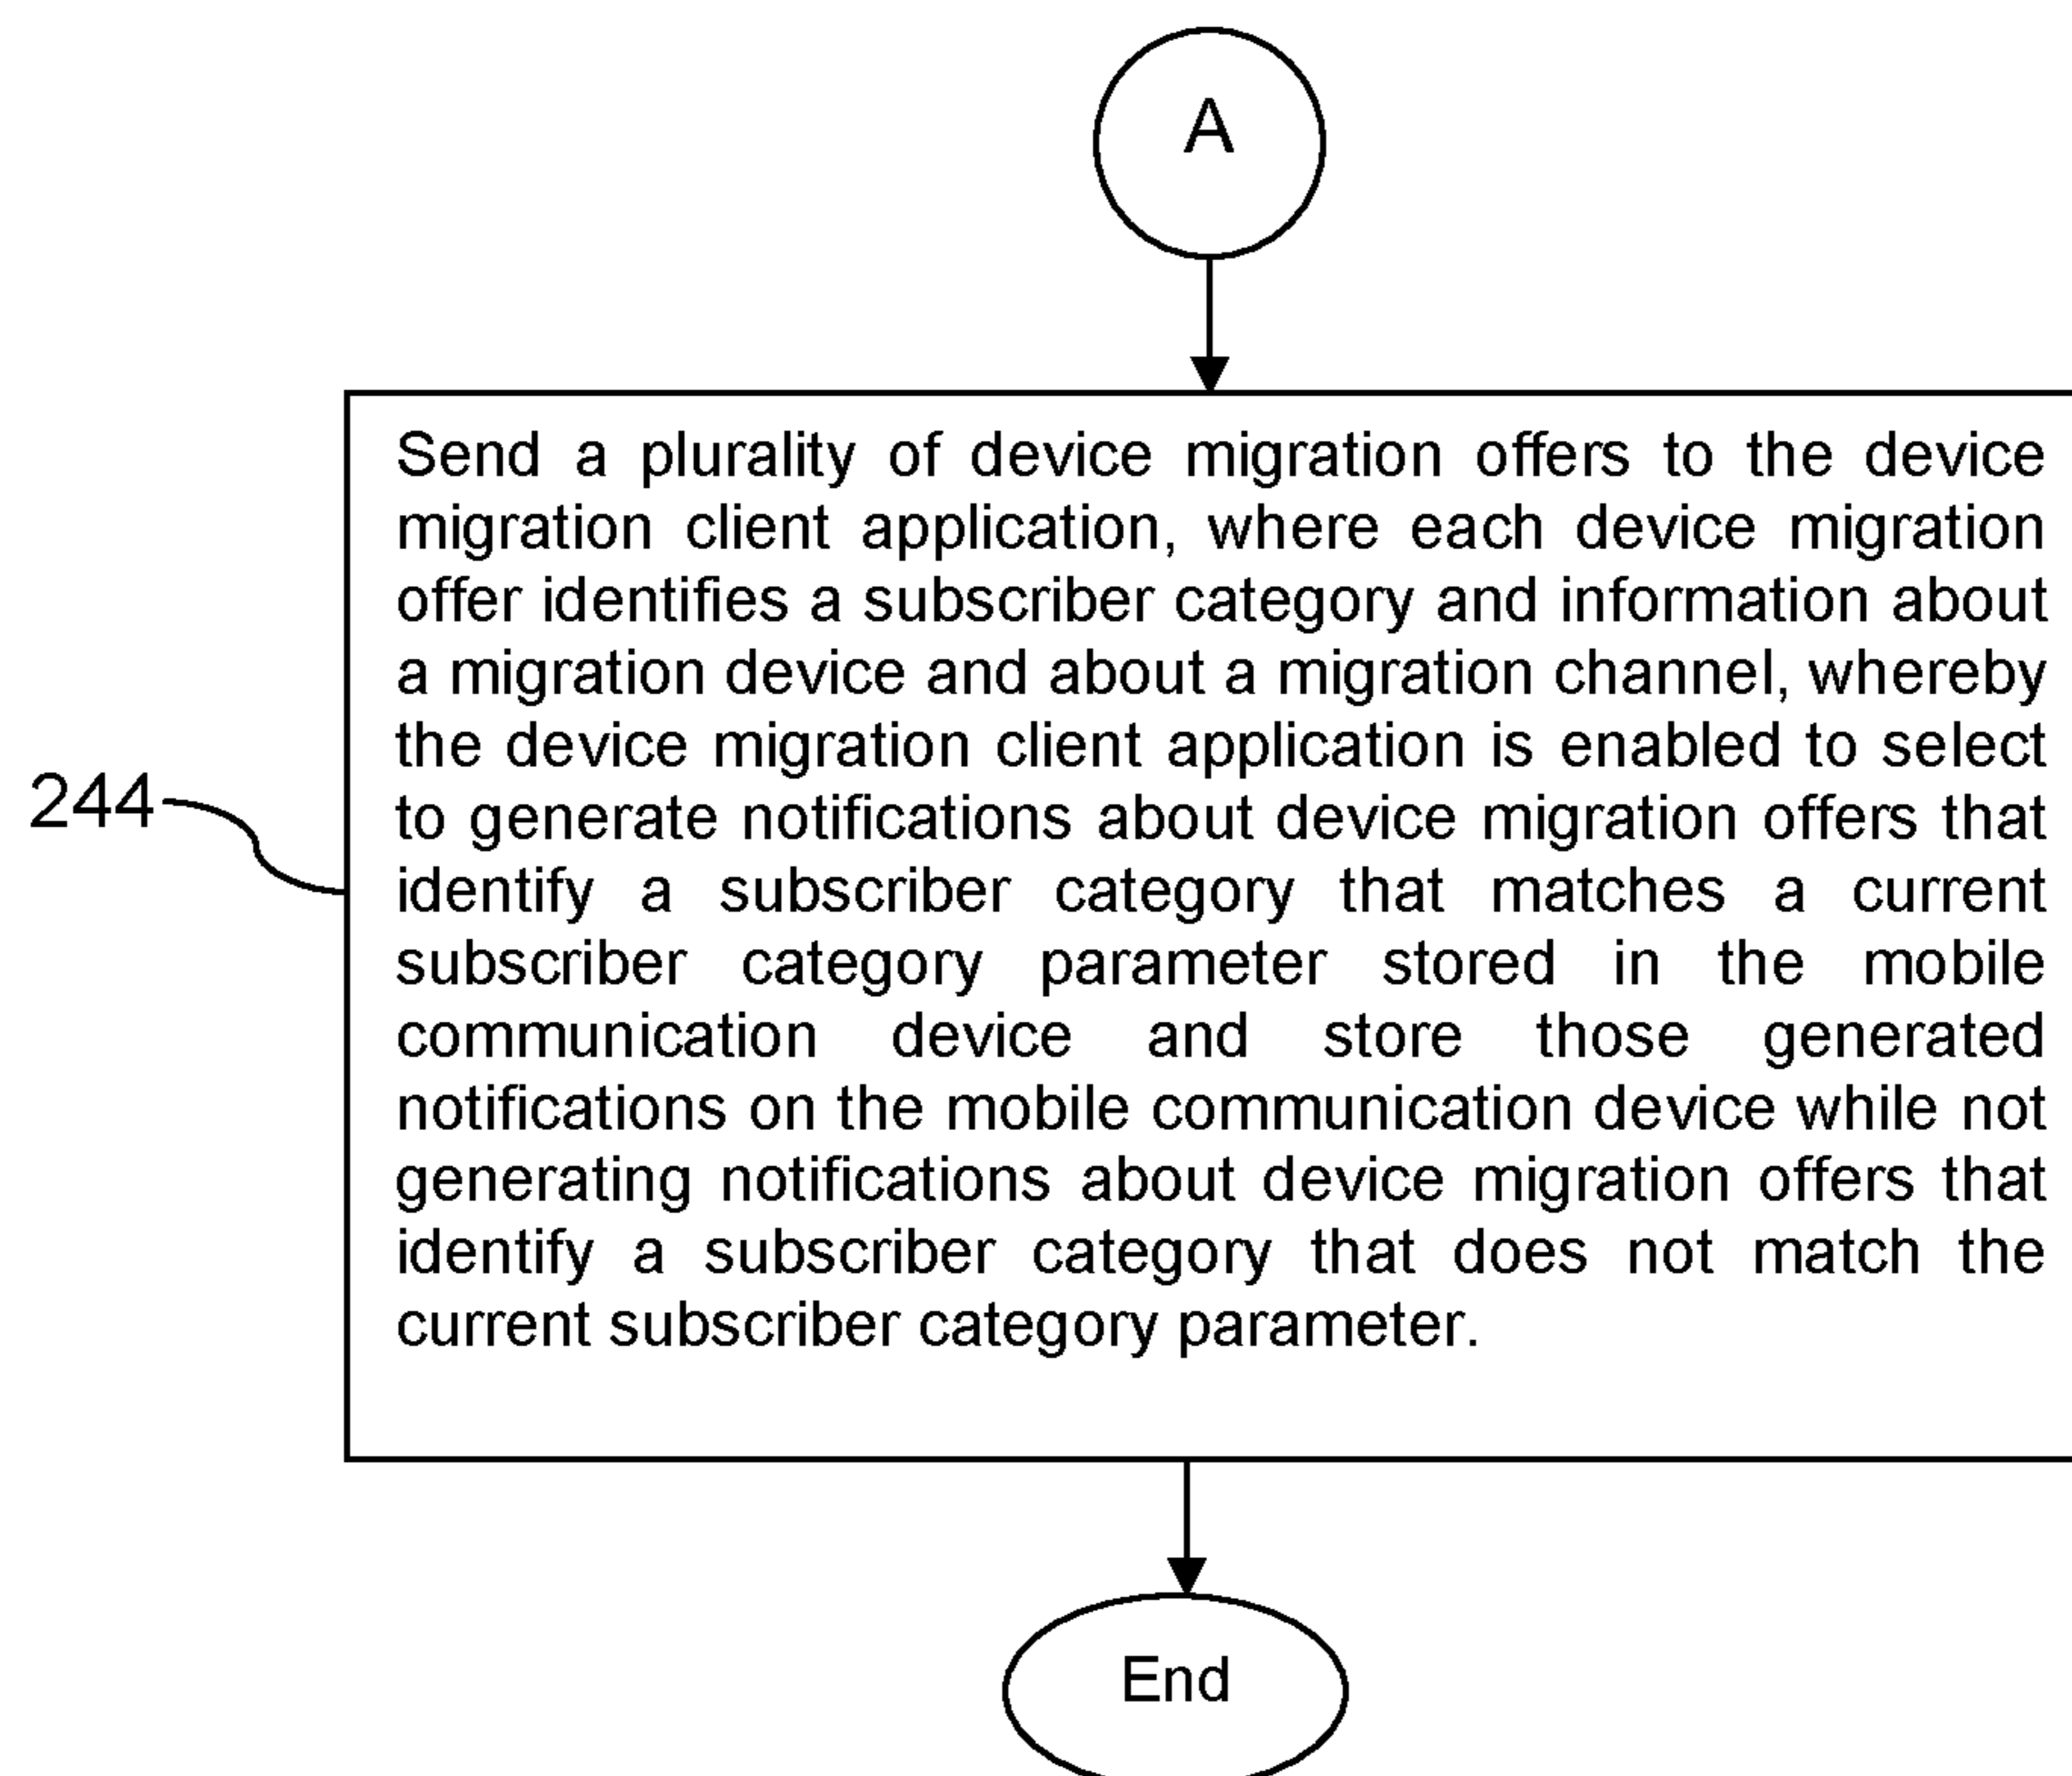 A
Send a plurality of device migration offers to the device
migration client application, where each device migration
offer identifies a subscriber category and information about
a migration device and about a migration channel, whereby
the device migration client application is enabled to select
to generate notifications about device migration offers that
identify a subscriber category that matches a current
subscriber category parameter stored in the mobile
communication device and store those generated
notifications on the mobile communication device while not
generating notifications about device migration offers that
identify a subscriber category that does not match the
current subscriber category parameter.
244
End